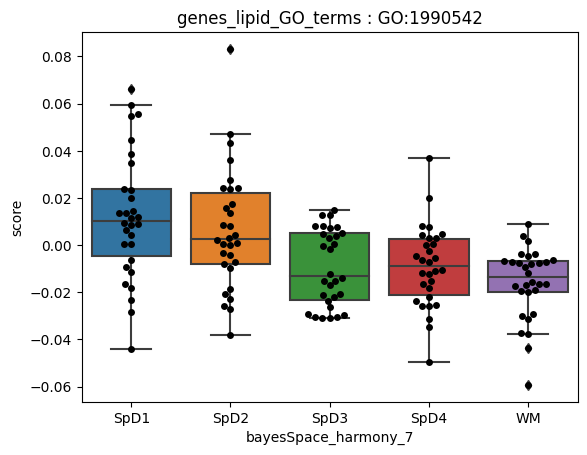 genes_lipid_GO_terms : GO:1990542
0.08
0.06
0.04
0.02
0.00
−0.02
−0.04
−0.06
score
SpD1 SpD2 SpD3 SpD4 WM
bayesSpace_harmony_7